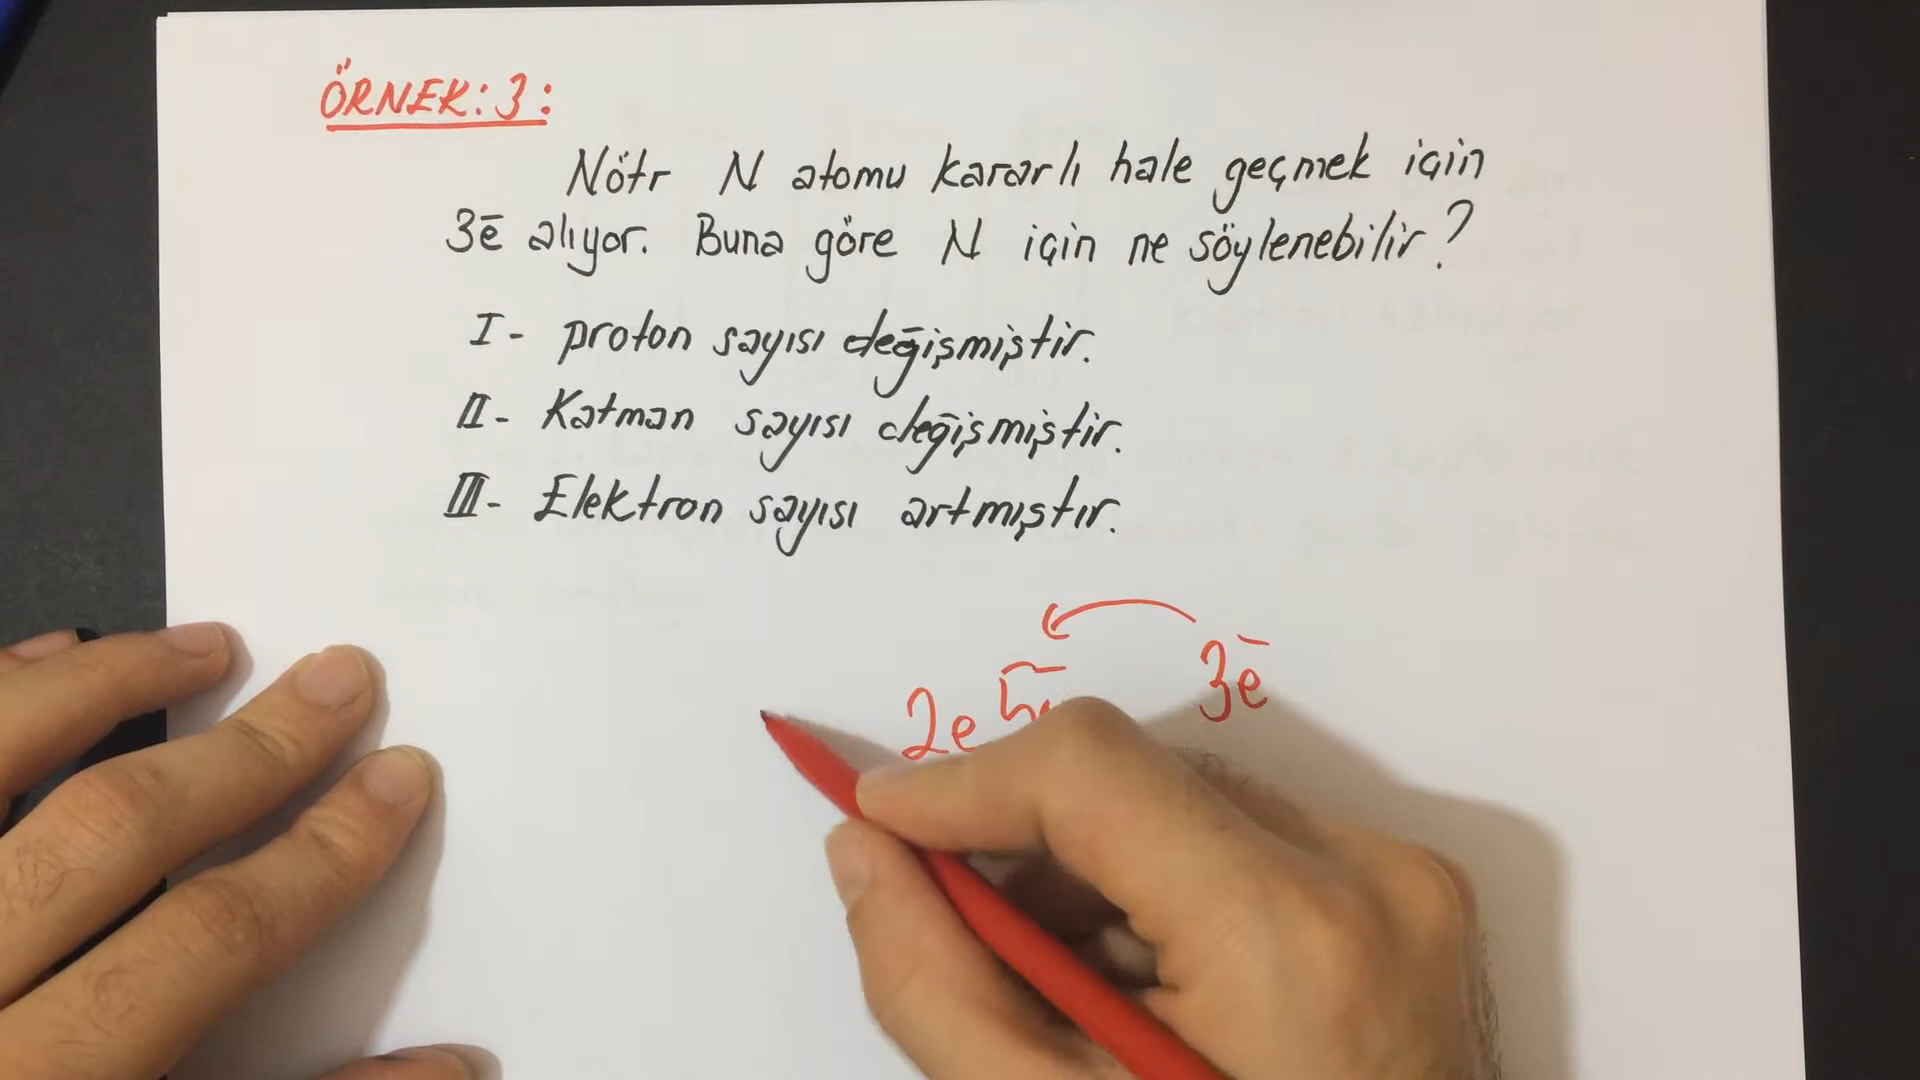 ÖRNEK: 3:
Nötr N atomu kararlı hale geçmek için
3ē alıyor. Buna göre N için ne söylenebilir?
I- proton sayısı değişmiştir.
II- Katman sayısı değişmiştir.
III- Elektron sayısı artmıştır.
3ē
2e